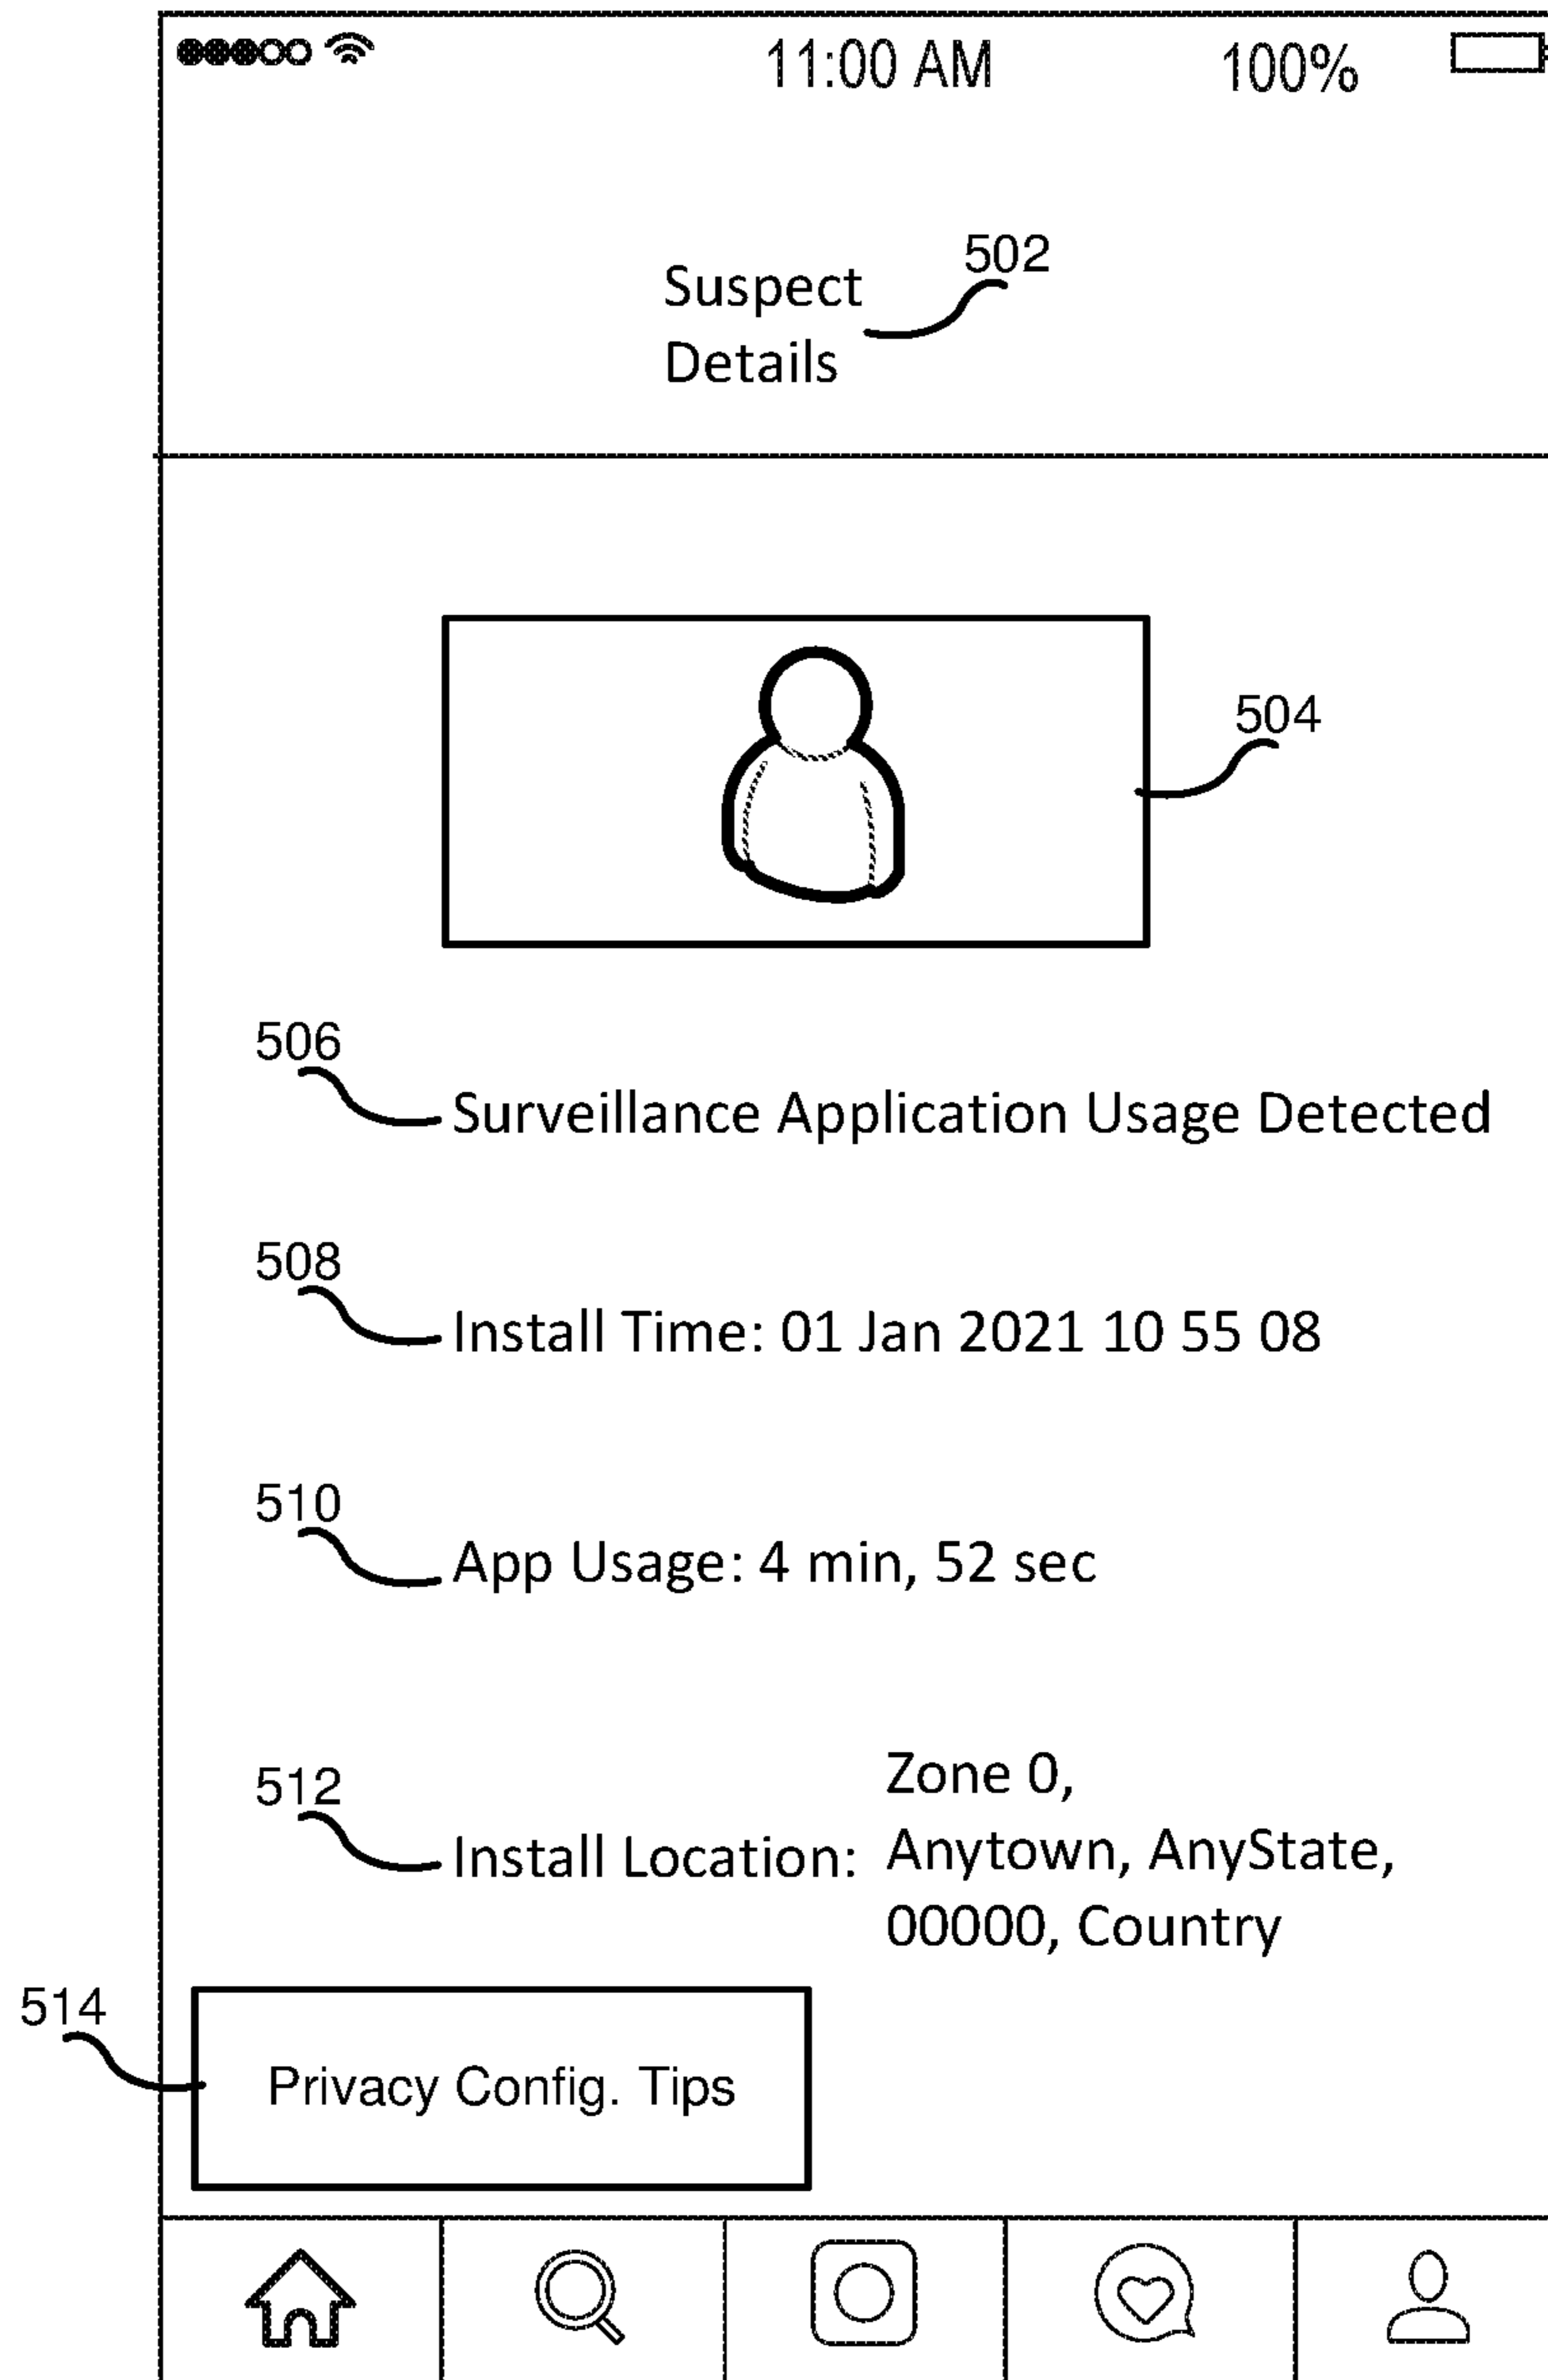 11:00 AM 100%
502
Suspect
Details
504
506
Surveillance Application Usage Detected
508
Install Time: 01 Jan 2021 10 55 08
510
App Usage: 4 min, 52 sec
512
Install Location:
Zone 0,
Anytown, AnyState,
00000, Country
514
Privacy Config. Tips